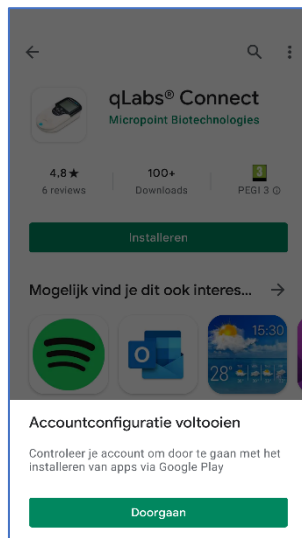 qLabs® Connect
Micropoint Biotechnologies
4,8★
6 reviews
100+
Downloads
3
PEGI 3
Installeren
Mogelijk vind je dit ook interes...
15:30
28°
Accountconfiguratie voltooien
Controleer je account om door te gaan met het
installeren van apps via Google Play
Doorgaan